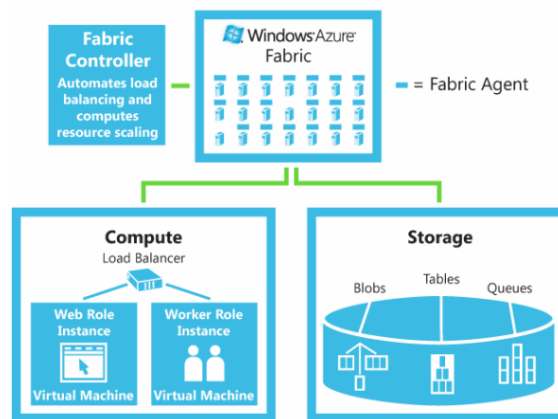 Fabric
Controller
Automates load
balancing and
computes
resource scaling
Windows Azure
Fabric
= Fabric Agent
Compute
Load Balancer
Web Role
Instance
Virtual Machine
Worker Role
Instance
Virtual Machine
Storage
Blobs
Tables
Queues